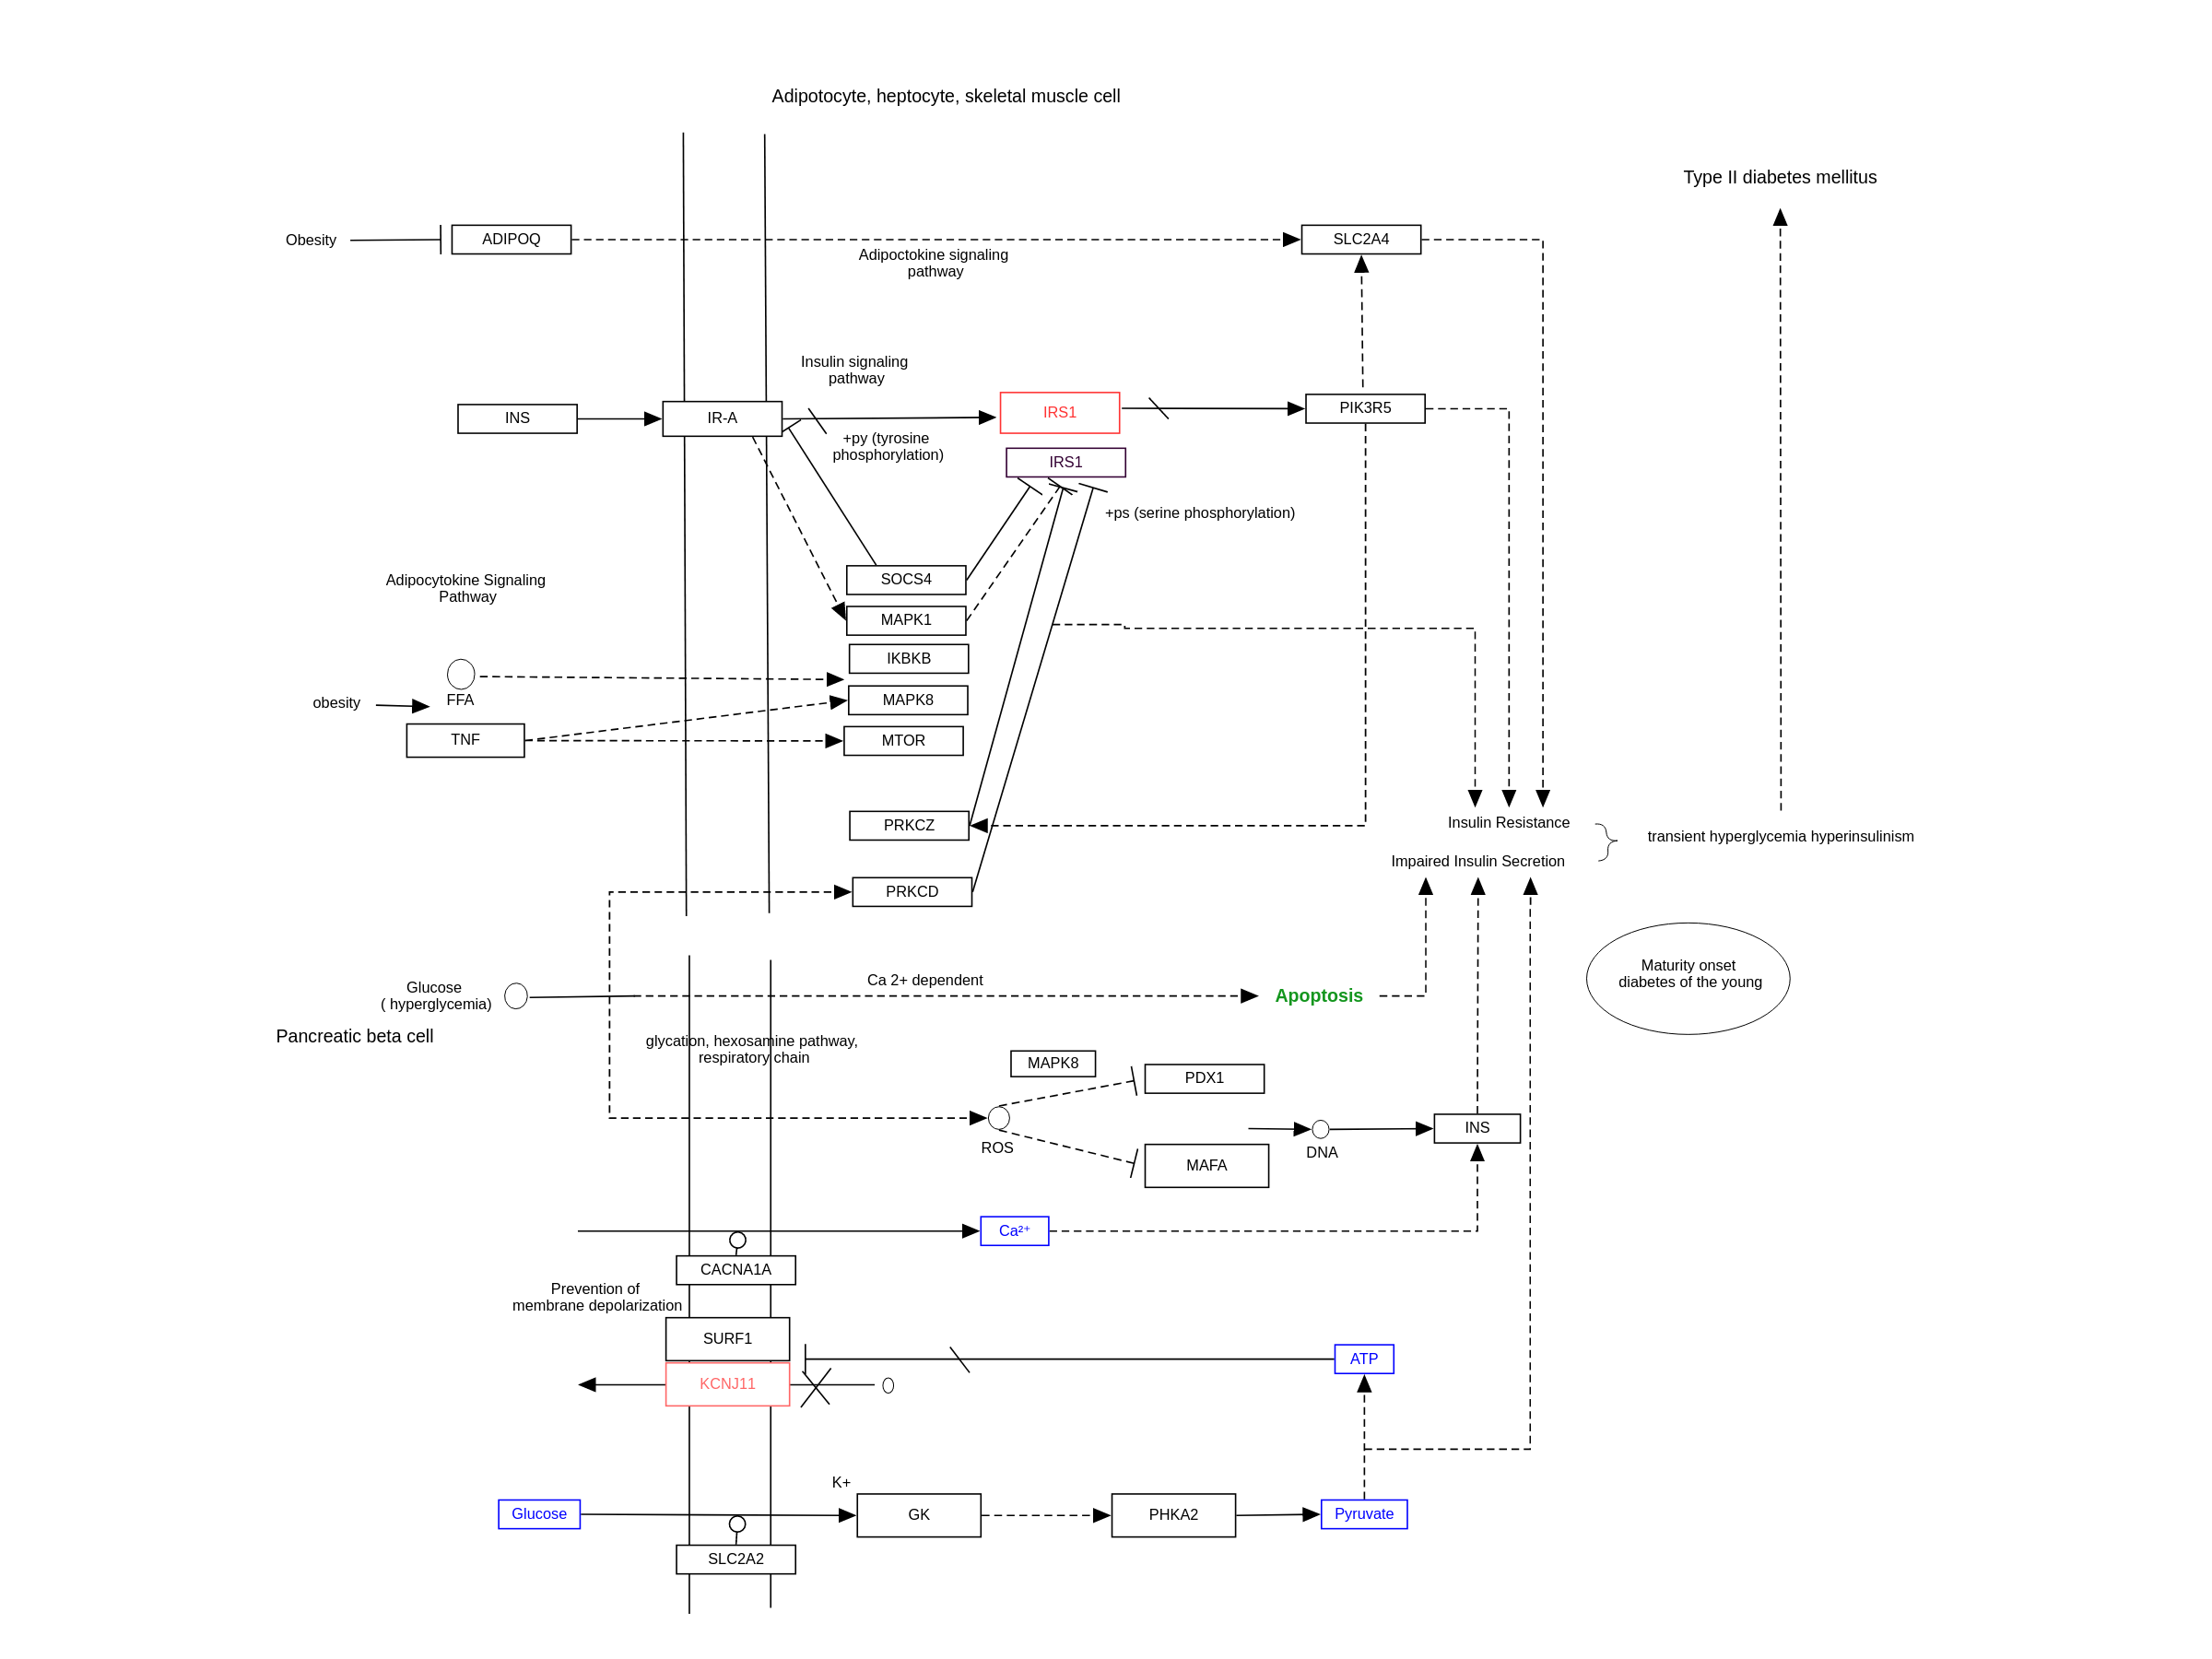 Adipotocyte, heptocyte, skeletal muscle cell
Type II diabetes mellitus
Obesity
ADIPOQ
SLC2A4
Adipoctokine signaling
pathway
Insulin signaling
pathway
INS
IR-A
IRS1
PIK3R5
+py (tyrosine
phosphorylation)
IRS1
+ps (serine phosphorylation)
Adipocytokine Signaling
Pathway
SOCS4
MAPK1
IKBKB
FFA
MAPK8
obesity
TNF
MTOR
PRKCZ
Insulin Resistance
transient hyperglycemia hyperinsulinism
Impaired Insulin Secretion
PRKCD
Maturity onset
diabetes of the young
Glucose
( hyperglycemia)
Ca 2+ dependent
Apoptosis
Pancreatic beta cell
glycation, hexosamine pathway,
respiratory chain
MAPK8
PDX1
ROS
DNA
INS
MAFA
Ca²⁺
CACNA1A
Prevention of
membrane depolarization
SURF1
ATP
KCNJ11
K+
Glucose
GK
PHKA2
Pyruvate
SLC2A2